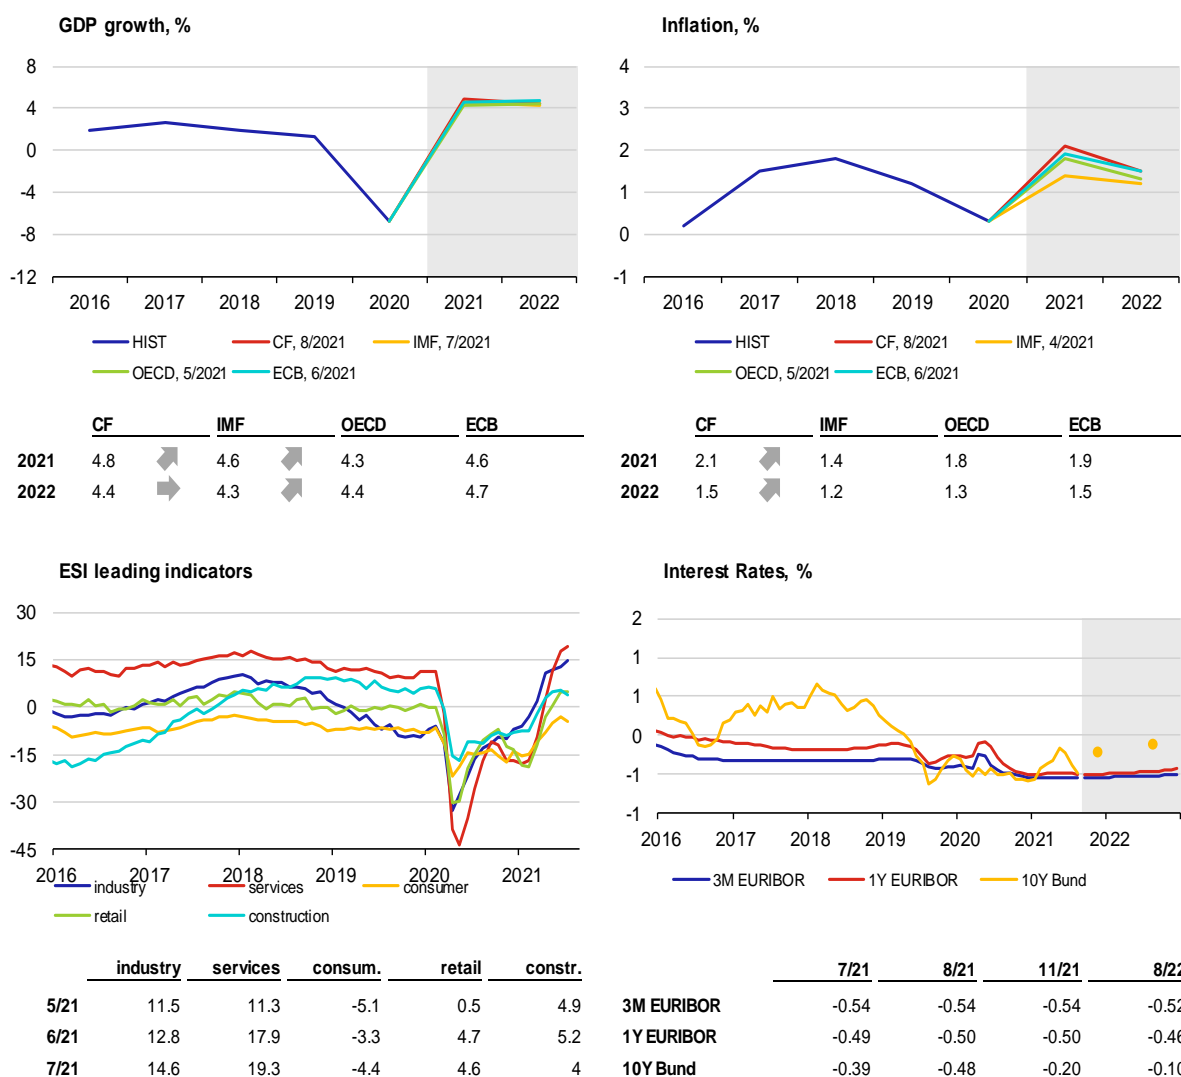 GDP growth, %
8
4
0
-4
-8
-12
2016 2017 2018 2019 2020 2021 2022
HIST CF, 8/2021 IMF, 7/2021
OECD, 5/2021 ECB, 6/2021
CF IMF OECD ECB
2021 4.8 4.6 4.3 4.6
2022 4.4 4.3 4.4 4.7
Inflation, %
4
3
2
1
0
-1
2016 2017 2018 2019 2020 2021 2022
HIST CF, 8/2021 IMF, 4/2021
OECD, 5/2021 ECB, 6/2021
CF IMF OECD ECB
2021 2.1 1.4 1.8 1.9
2022 1.5 1.2 1.3 1.5
ESI leading indicators
30
15
0
-15
-30
-45
2016 2017 2018 2019 2020 2021
industry services consumer
retail construction
industry services consum. retail constr.
5/21 11.5 11.3 -5.1 0.5 4.9
6/21 12.8 17.9 -3.3 4.7 5.2
7/21 14.6 19.3 -4.4 4.6 4
Interest Rates, %
2
1
1
0
-1
-1
2016 2017 2018 2019 2020 2021 2022
3M EURIBOR 1Y EURIBOR 10Y Bund
7/21 8/21 11/21 8/22
3M EURIBOR -0.54 -0.54 -0.54 -0.52
1Y EURIBOR -0.49 -0.50 -0.50 -0.46
10Y Bund -0.39 -0.48 -0.20 -0.10